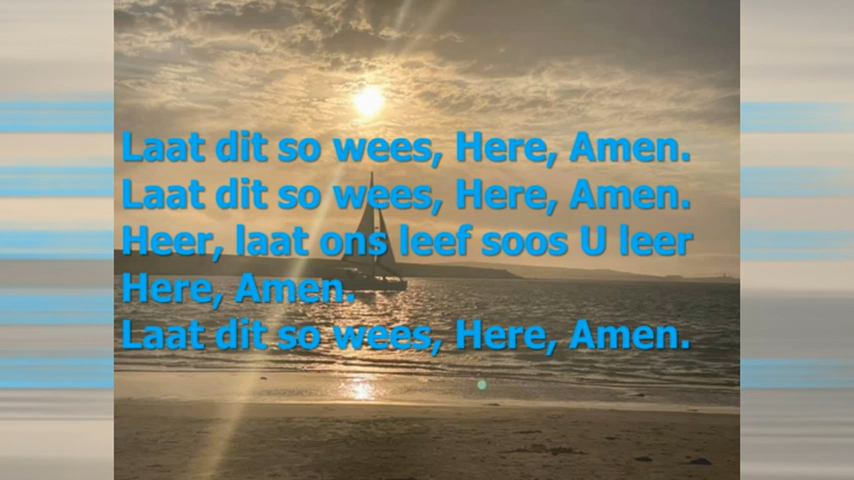 Laat dit so wees, Here, Amen.
Laat dit so wees, Here, Amen.
Heer, laat ons leef soos U leer
Here, Amen.
Laat dit so wees, Here, Amen.